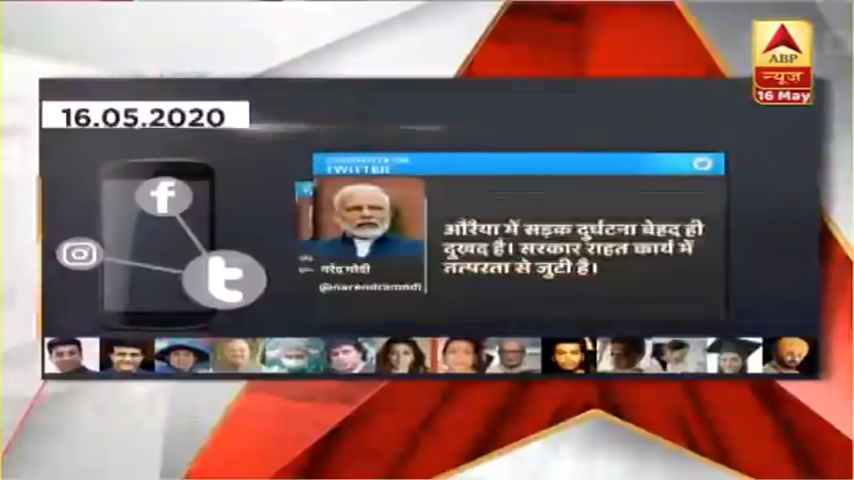 ABP
न्यूज़
16 May
16.05.2020
TWITTER
औरैया में सड़क दुर्घटना बेहद ही
दुखद है। सरकार राहत कार्य में
तत्परता से जुटी है।
नरेंद्र मोदी
@narendramodi